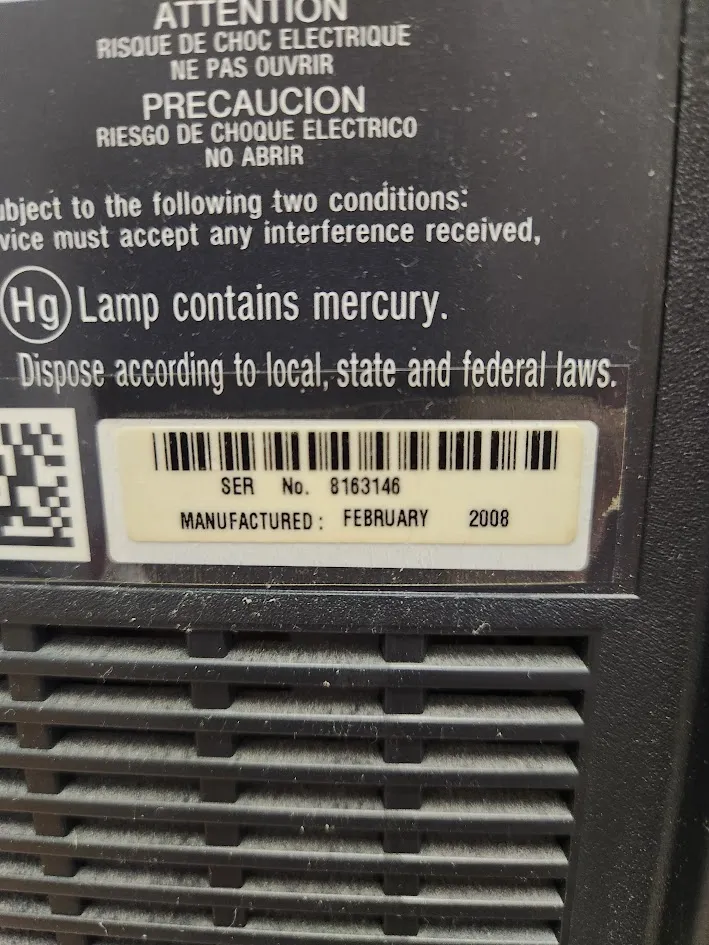 ATTENTION
RISQUE DE CHOC ELECTRIQUE
NE PAS OUVRIR
PRECAUCION
RIESGO DE CHOQUE ELECTRICO
NO ABRIR
ubject to the following two conditions:
vice must accept any interference received,
Hg Lamp contains mercury.
Dispose according to local, state and federal laws.
SER No. 8163146
MANUFACTURED: FEBRUARY 2008